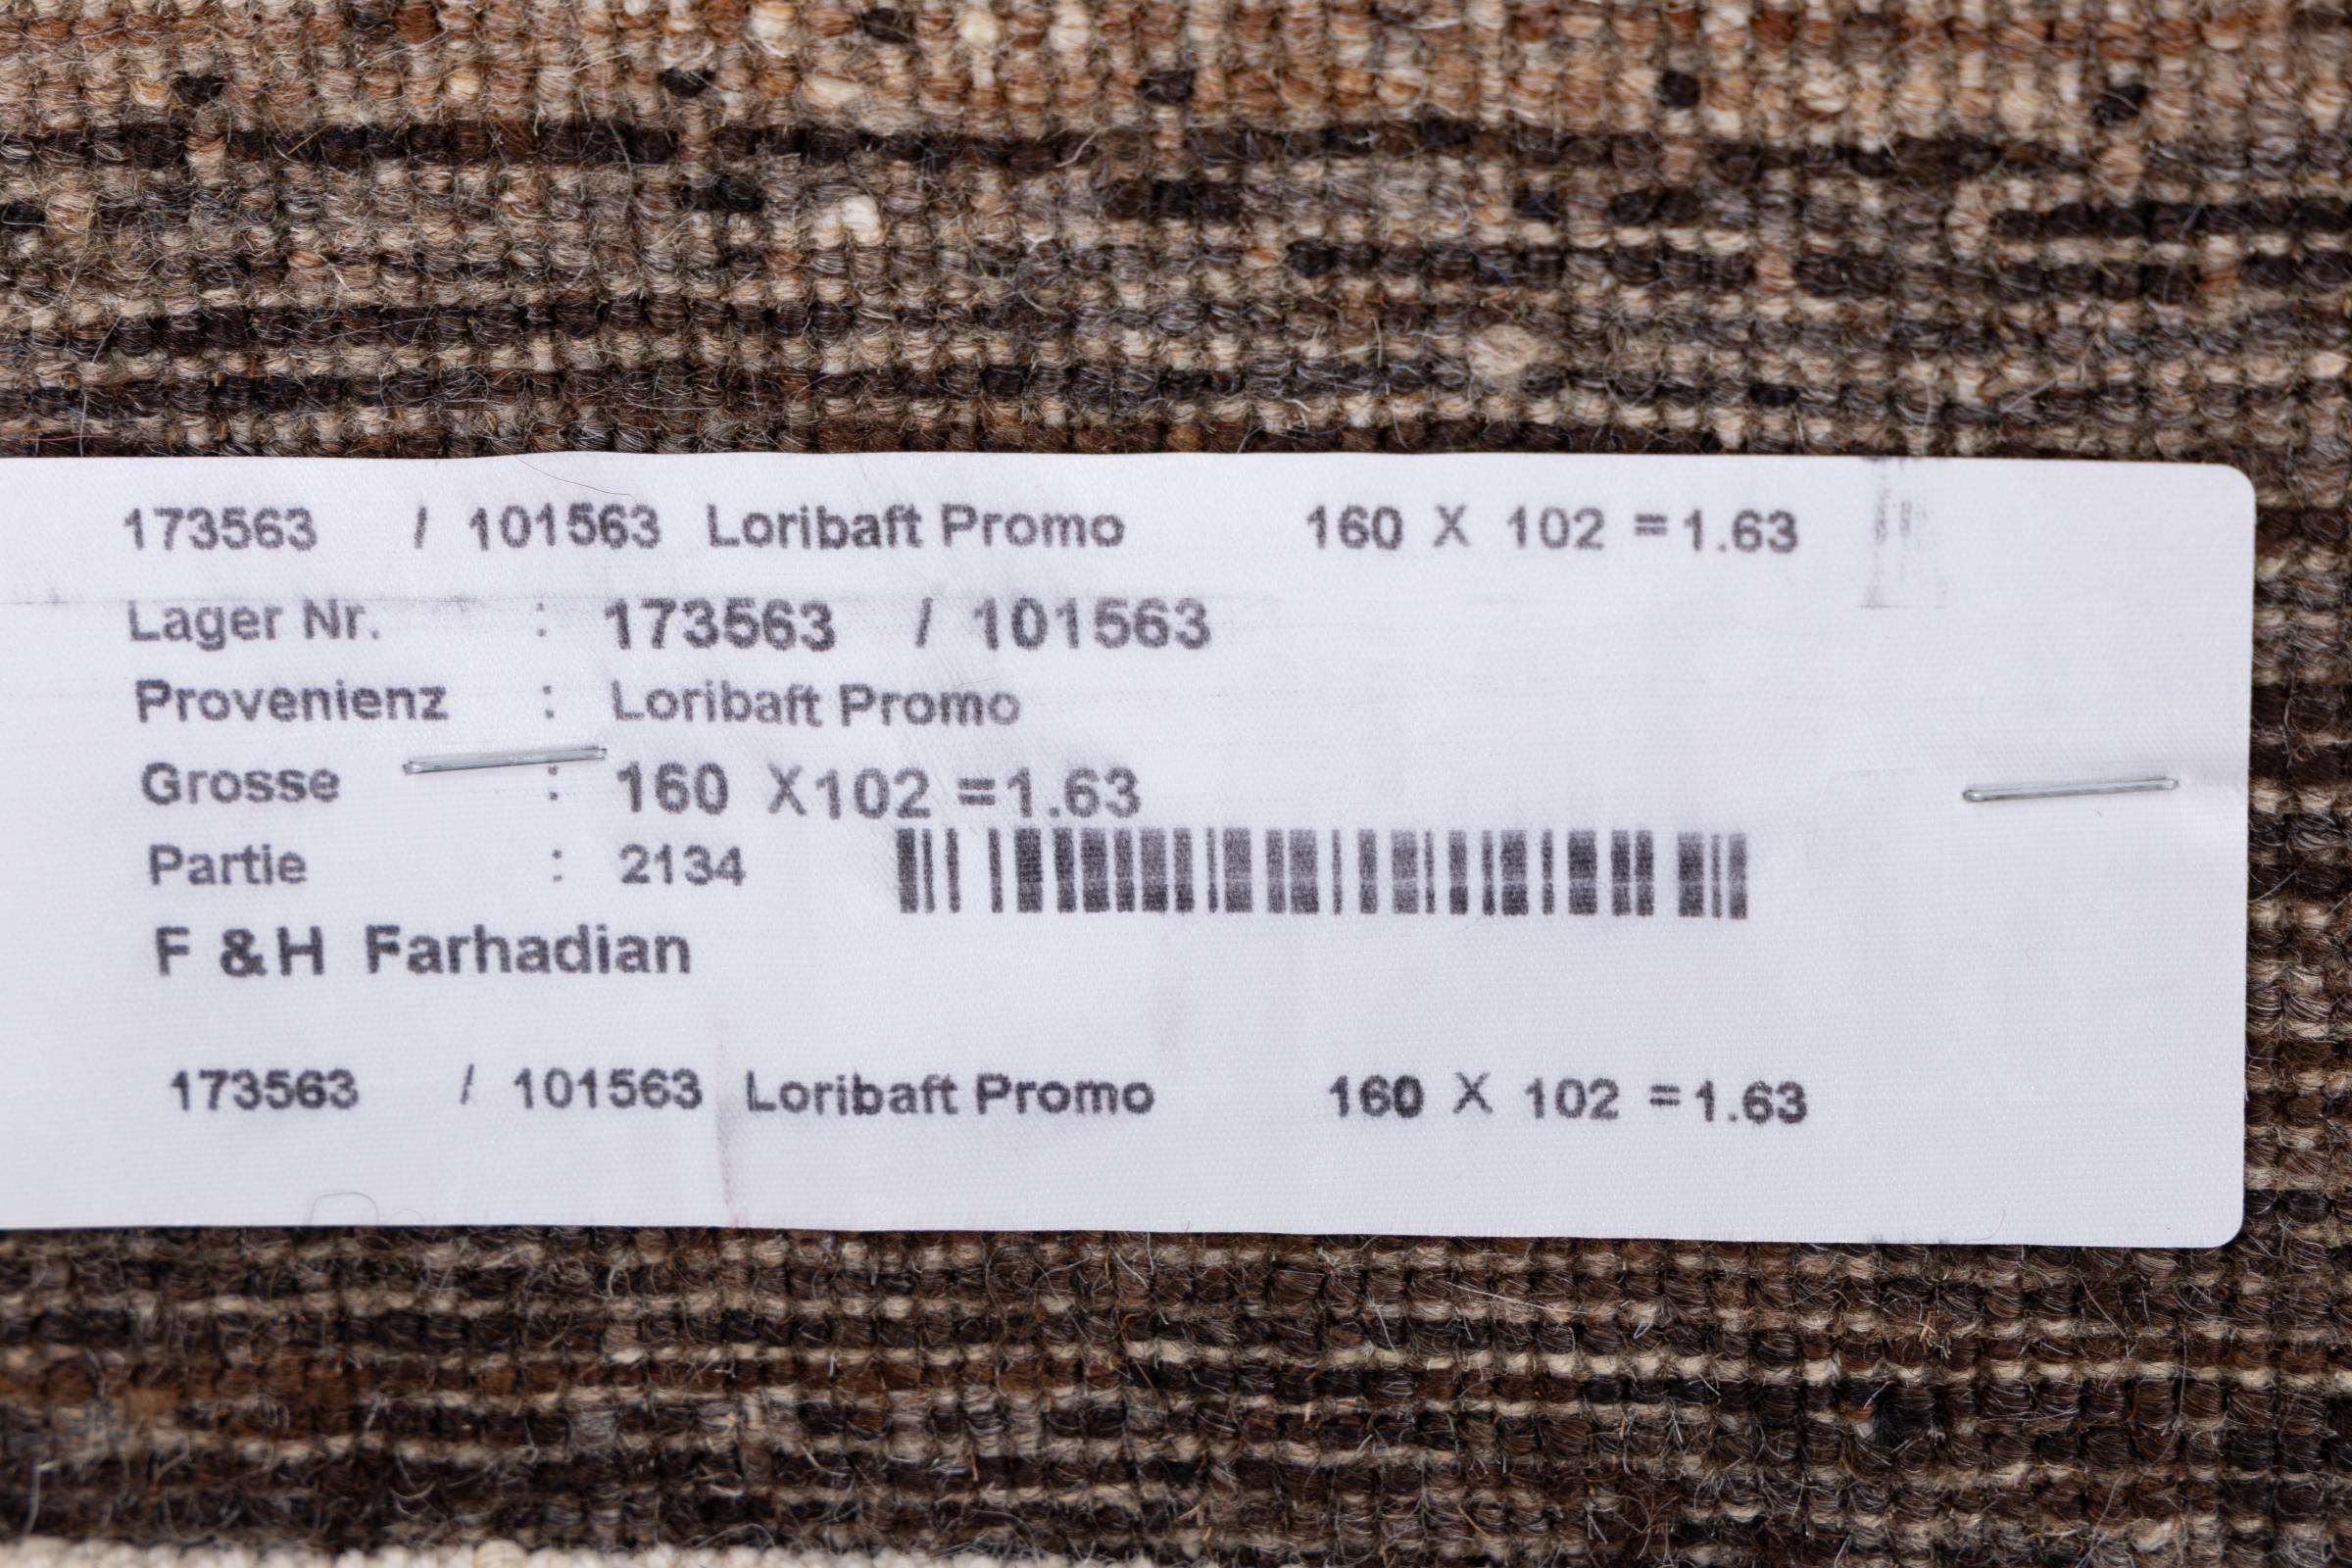 173563 / 101563 Loribaft Promo 160 X 102 =1.63
Lager Nr. : 173563 / 101563
Provenienz : Loribaft Promo
Grosse : 160 X102 =1.63
Partie : 2134
F &H Farhadian
173563 / 101563 Loribaft Promo 160 X 102 =1.63